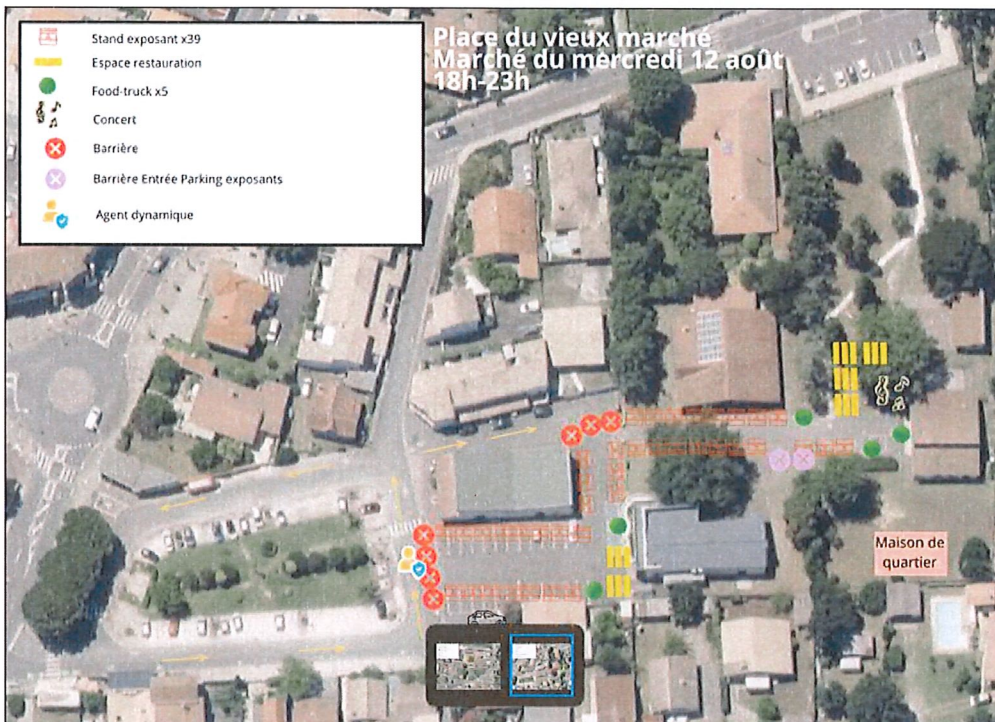 Stand exposant x39
Espace restauration
Food-truck x5
Concert
Barrière
Barrière Entrée Parking exposants
Agent dynamique
Place du vieux marché
Marché du mercredi 12 août
18h-23h
Maison de
quartier